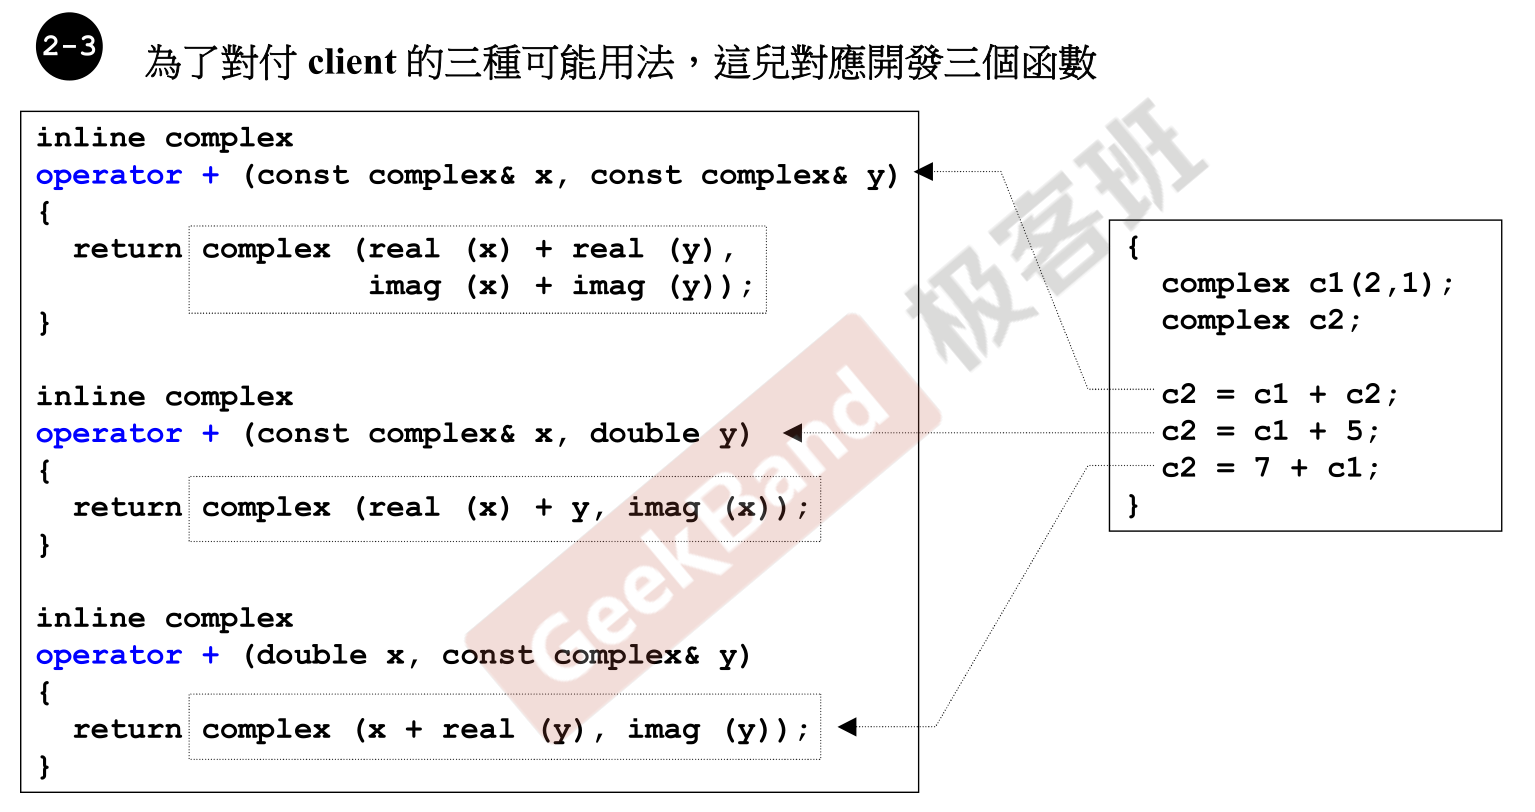 2-3
為了對付 client 的三種可能用法，這兒對應開發三個函數
inline complex
operator + (const complex& x, const complex& y)
{
  return complex (real (x) + real (y),
                  imag (x) + imag (y));
}
inline complex
operator + (const complex& x, double y)
{
  return complex (real (x) + y, imag (x));
}
inline complex
operator + (double x, const complex& y)
{
  return complex (x + real (y), imag (y));
}
{
  complex c1(2,1);
  complex c2;
  c2 = c1 + c2;
  c2 = c1 + 5;
  c2 = 7 + c1;
}
GeekBand 极客班